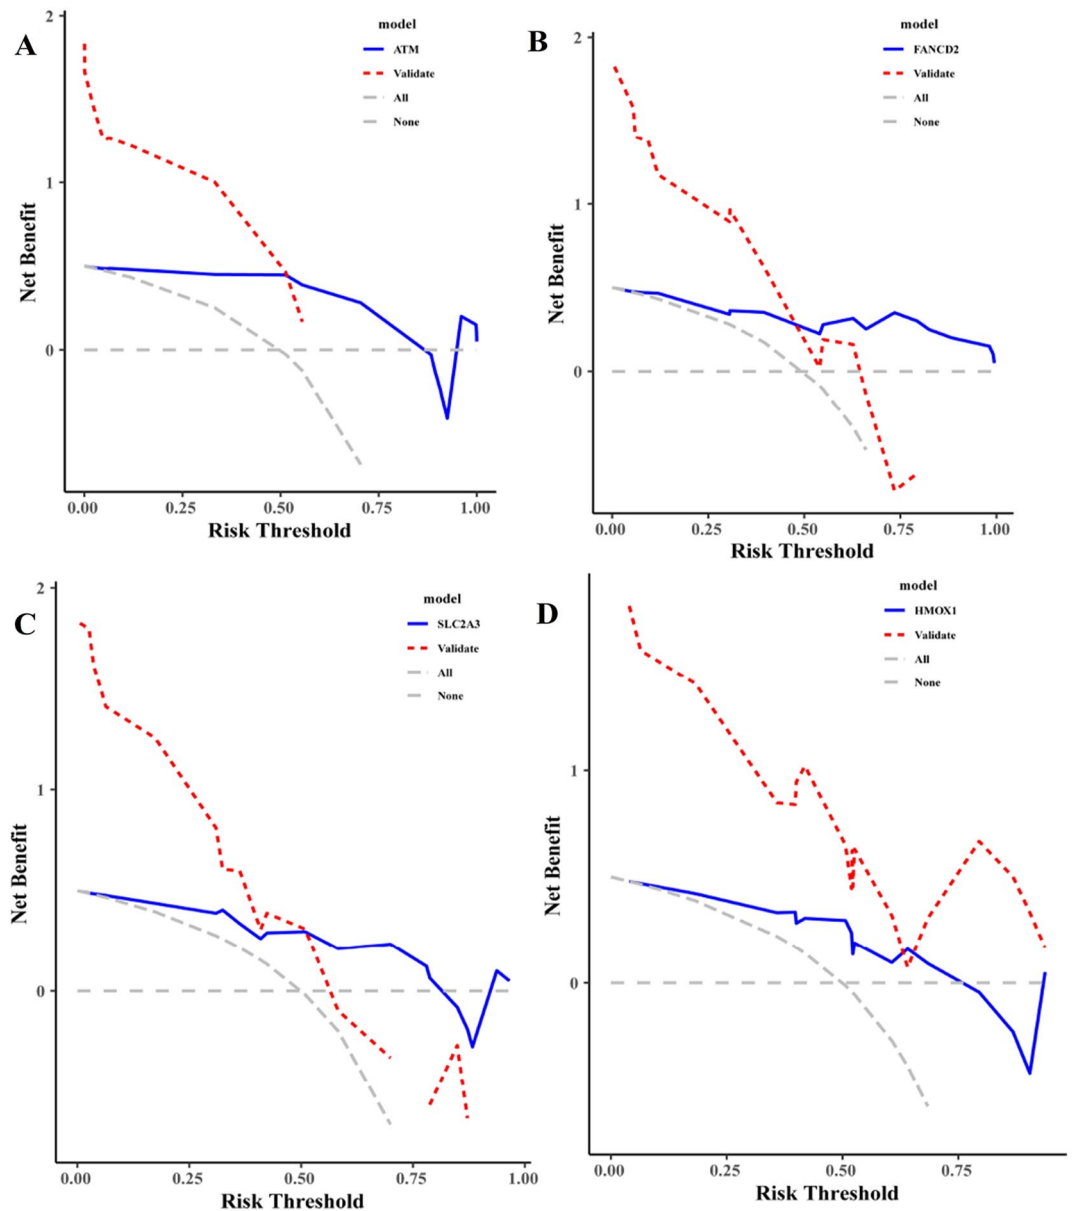 A
model
ATM
Validate
All
None
2
1
0
Net Benefit
0.00 0.25 0.50 0.75 1.00
Risk Threshold
B
model
FANCD2
Validate
All
None
2
1
0
Net Benefit
0.00 0.25 0.50 0.75 1.00
Risk Threshold
C
model
SLC2A3
Validate
All
None
2
1
0
Net Benefit
0.00 0.25 0.50 0.75 1.00
Risk Threshold
D
model
HMOX1
Validate
All
None
1
0
Net Benefit
0.00 0.25 0.50 0.75
Risk Threshold